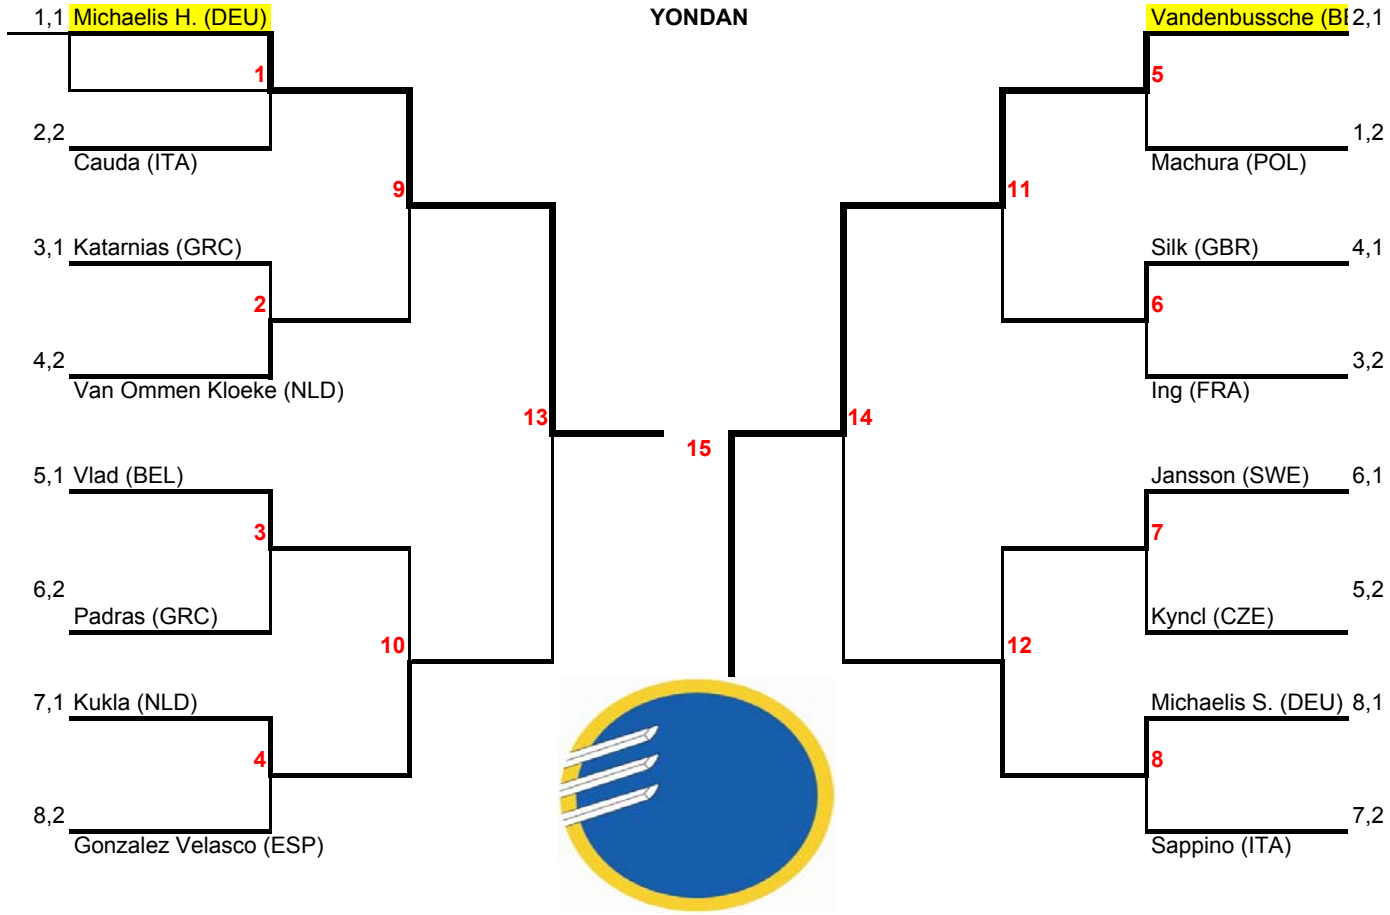 YONDAN
1,1 Michaelis H. (DEU)
1
2,2
Cauda (ITA)
9
3,1 Katarnias (GRC)
2
4,2
Van Ommen Kloeke (NLD)
13
5,1 Vlad (BEL)
3
6,2
Padras (GRC)
10
7,1 Kukla (NLD)
4
8,2
Gonzalez Velasco (ESP)
15
Vandenbussche (BE 2,1
5
1,2
Machura (POL)
11
Silk (GBR) 4,1
6
3,2
Ing (FRA)
14
Jansson (SWE) 6,1
7
5,2
Kyncl (CZE)
12
Michaelis S. (DEU) 8,1
8
7,2
Sappino (ITA)